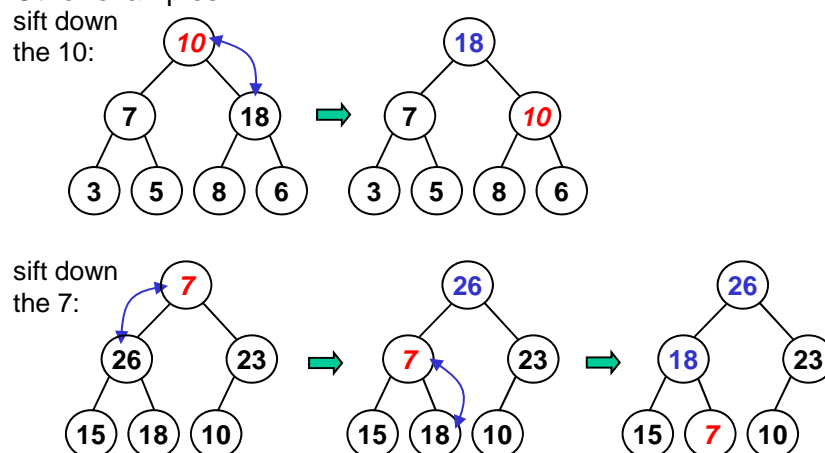 sift down
the 10:
10 18
7 18 7 10
3 5 8 6 3 5 8 6
sift down
the 7:
7 26 26
26 23 7 23 18 23
15 18 10 15 18 10 15 7 10